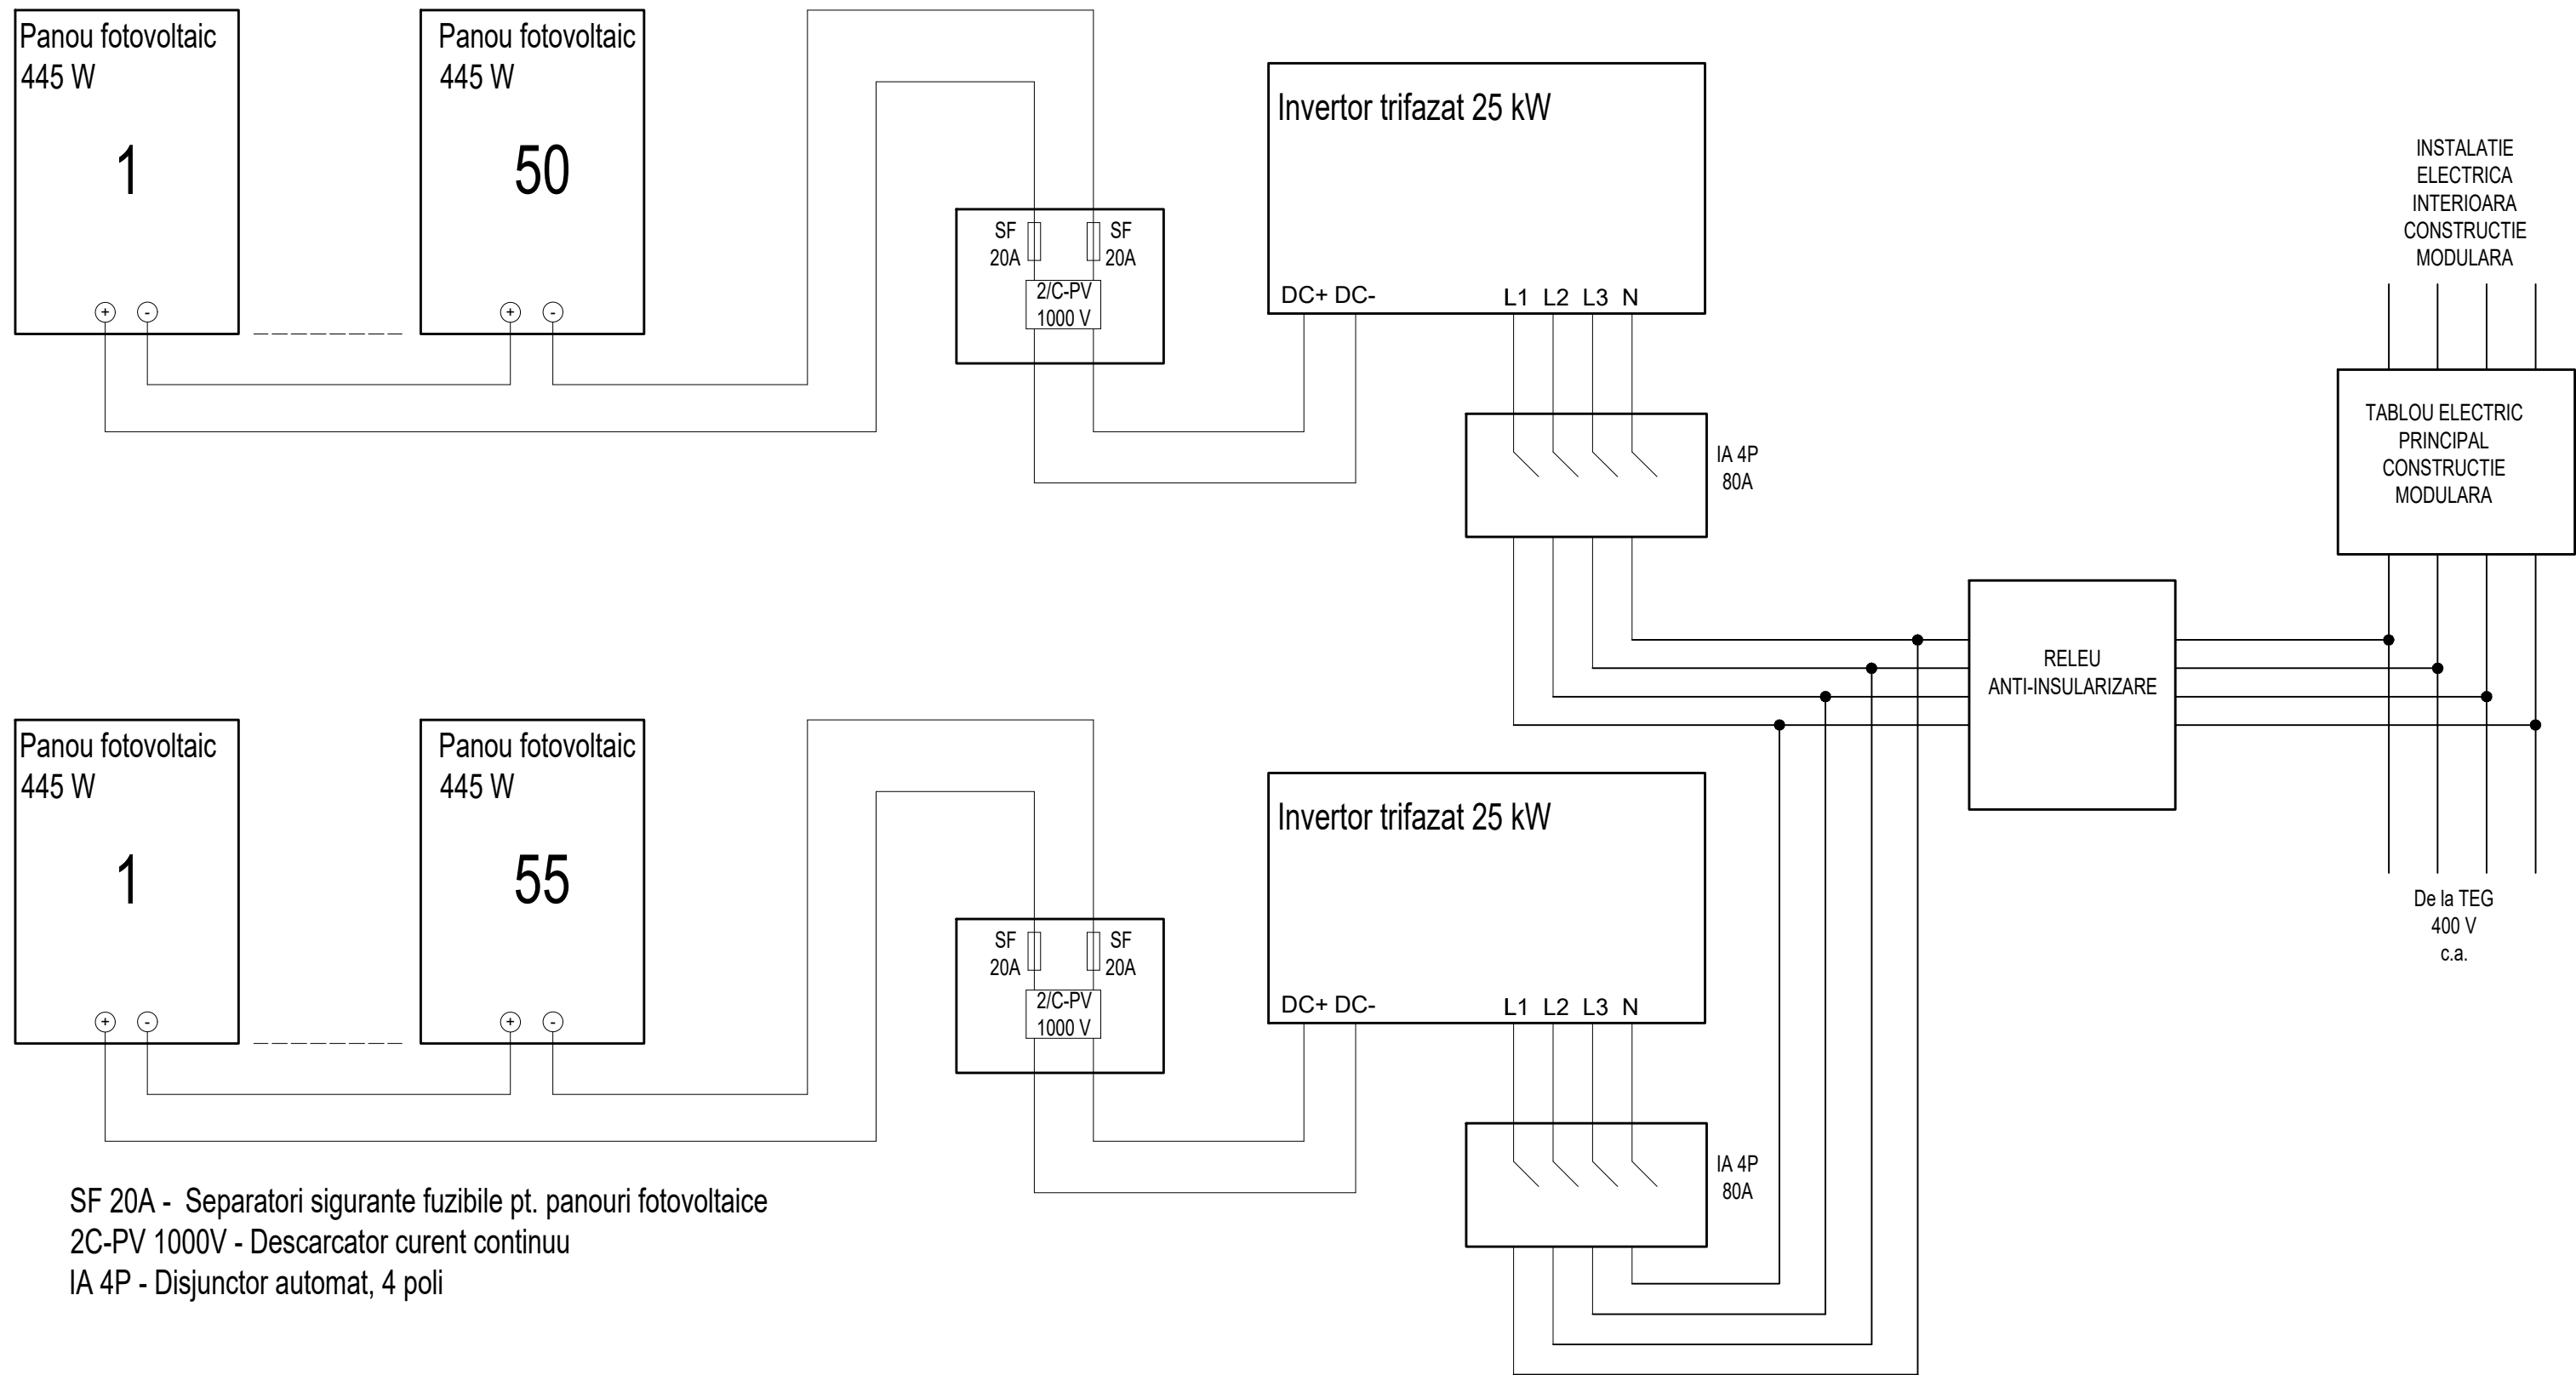 Panou fotovoltaic
445 W
1
+ -
Panou fotovoltaic
445 W
50
+ -
SF
20A
SF
20A
2/C-PV
1000 V
Invertor trifazat 25 kW
DC+ DC-
L1 L2 L3 N
IA 4P
80A
INSTALATIE
ELECTRICA
INTERIOARA
CONSTRUCTIE
MODULARA
TABLOU ELECTRIC
PRINCIPAL
CONSTRUCTIE
MODULARA
RELEU
ANTI-INSULARIZARE
De la TEG
400 V
c.a.
Panou fotovoltaic
445 W
1
+ -
Panou fotovoltaic
445 W
55
+ -
SF
20A
SF
20A
2/C-PV
1000 V
Invertor trifazat 25 kW
DC+ DC-
L1 L2 L3 N
IA 4P
80A
SF 20A - Separatori sigurante fuzibile pt. panouri fotovoltaice
2C-PV 1000V - Descarcator curent continuu
IA 4P - Disjunctor automat, 4 poli